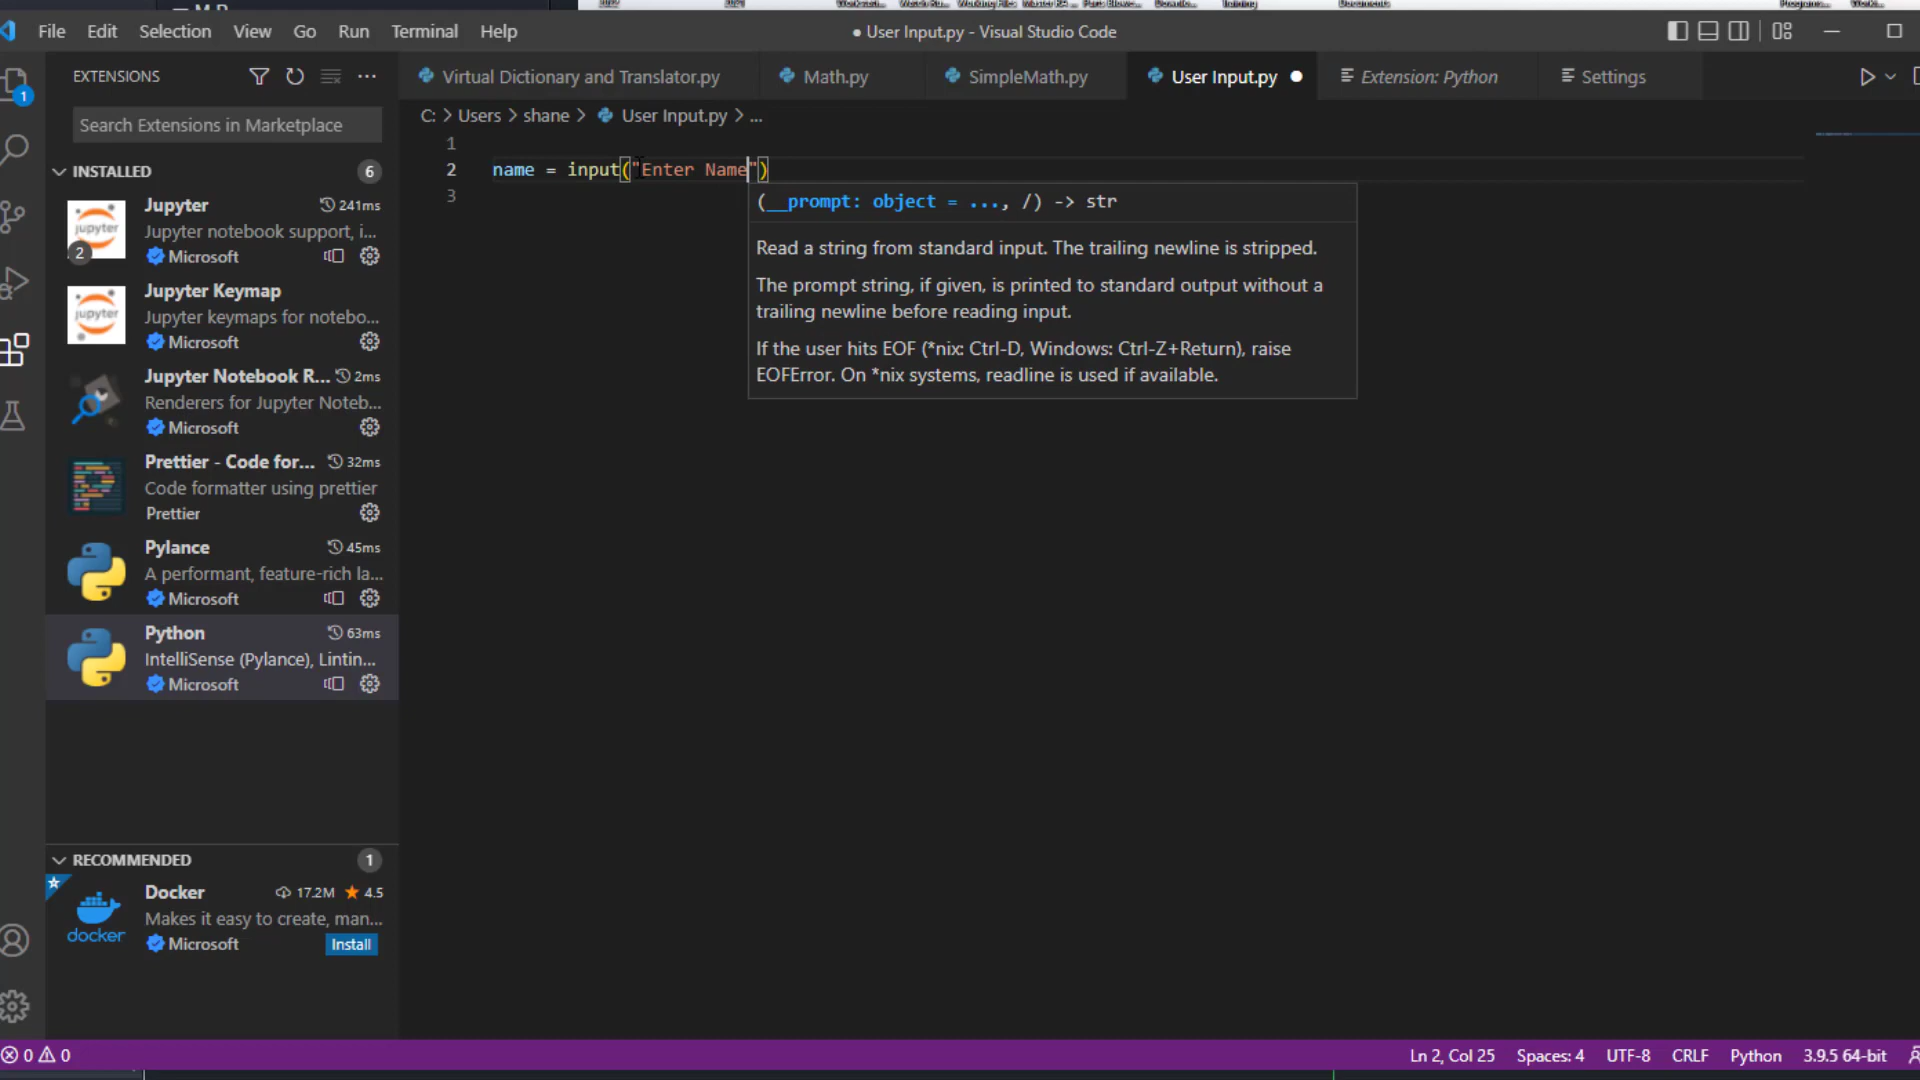 File Edit Selection View Go Run Terminal Help
● User Input.py - Visual Studio Code
EXTENSIONS
Virtual Dictionary and Translator.py
Math.py
SimpleMath.py
User Input.py
Extension: Python
Settings
1
Search Extensions in Marketplace
C: > Users > shane > User Input.py > ...
INSTALLED
6
Jupyter
241ms
Jupyter notebook support, i...
Microsoft
jupyter
2
Jupyter Keymap
Jupyter keymaps for notebo...
Microsoft
jupyter
Jupyter Notebook R...
2ms
Renderers for Jupyter Noteb...
Microsoft
Prettier - Code for...
32ms
Code formatter using prettier
Prettier
Pylance
45ms
A performant, feature-rich la...
Microsoft
Python
63ms
IntelliSense (Pylance), Lintin...
Microsoft
RECOMMENDED
1
Docker
17.2M
4.5
Makes it easy to create, man...
docker
Microsoft
Install
1
2 name = input("Enter Name")
3
(__prompt: object = ..., /) -> str
Read a string from standard input. The trailing newline is stripped.
The prompt string, if given, is printed to standard output without a
trailing newline before reading input.
If the user hits EOF (*nix: Ctrl-D, Windows: Ctrl-Z+Return), raise
EOFError. On *nix systems, readline is used if available.
0 0
Ln 2, Col 25
Spaces: 4
UTF-8
CRLF
Python
3.9.5 64-bit